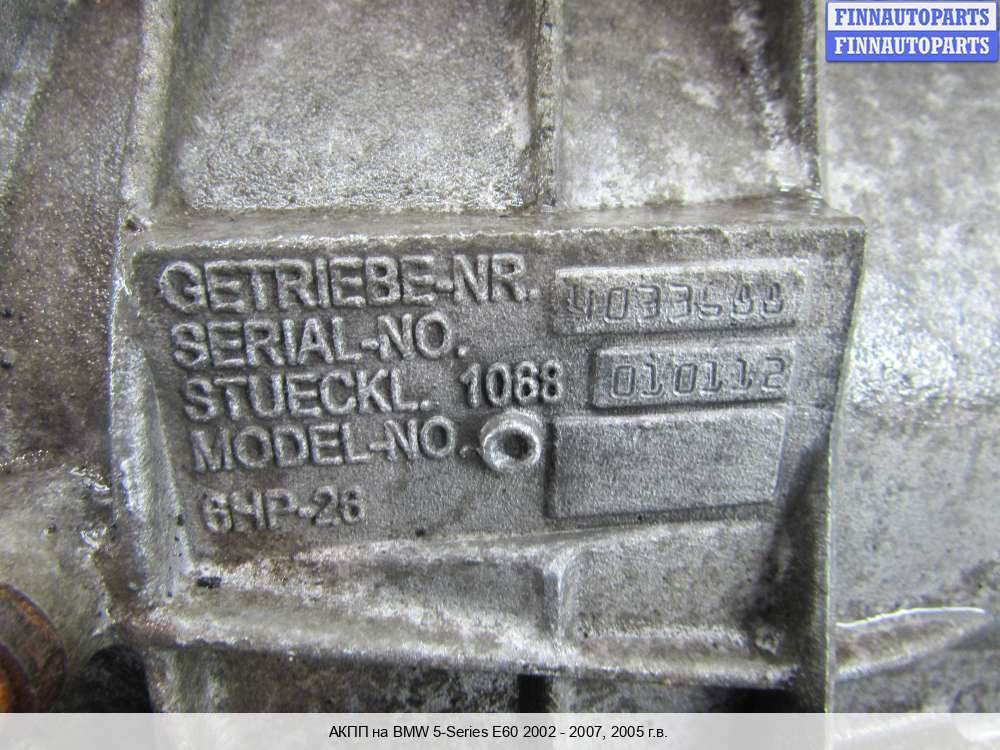 FINNAUTOPARTS
FINNAUTOPARTS
GETRIEBE-NR.
SERIAL-NO.
STUECKL. 1068 010112
MODEL-NO.
6HP-26
АКПП на BMW 5-Series E60 2002 - 2007, 2005 г.в.